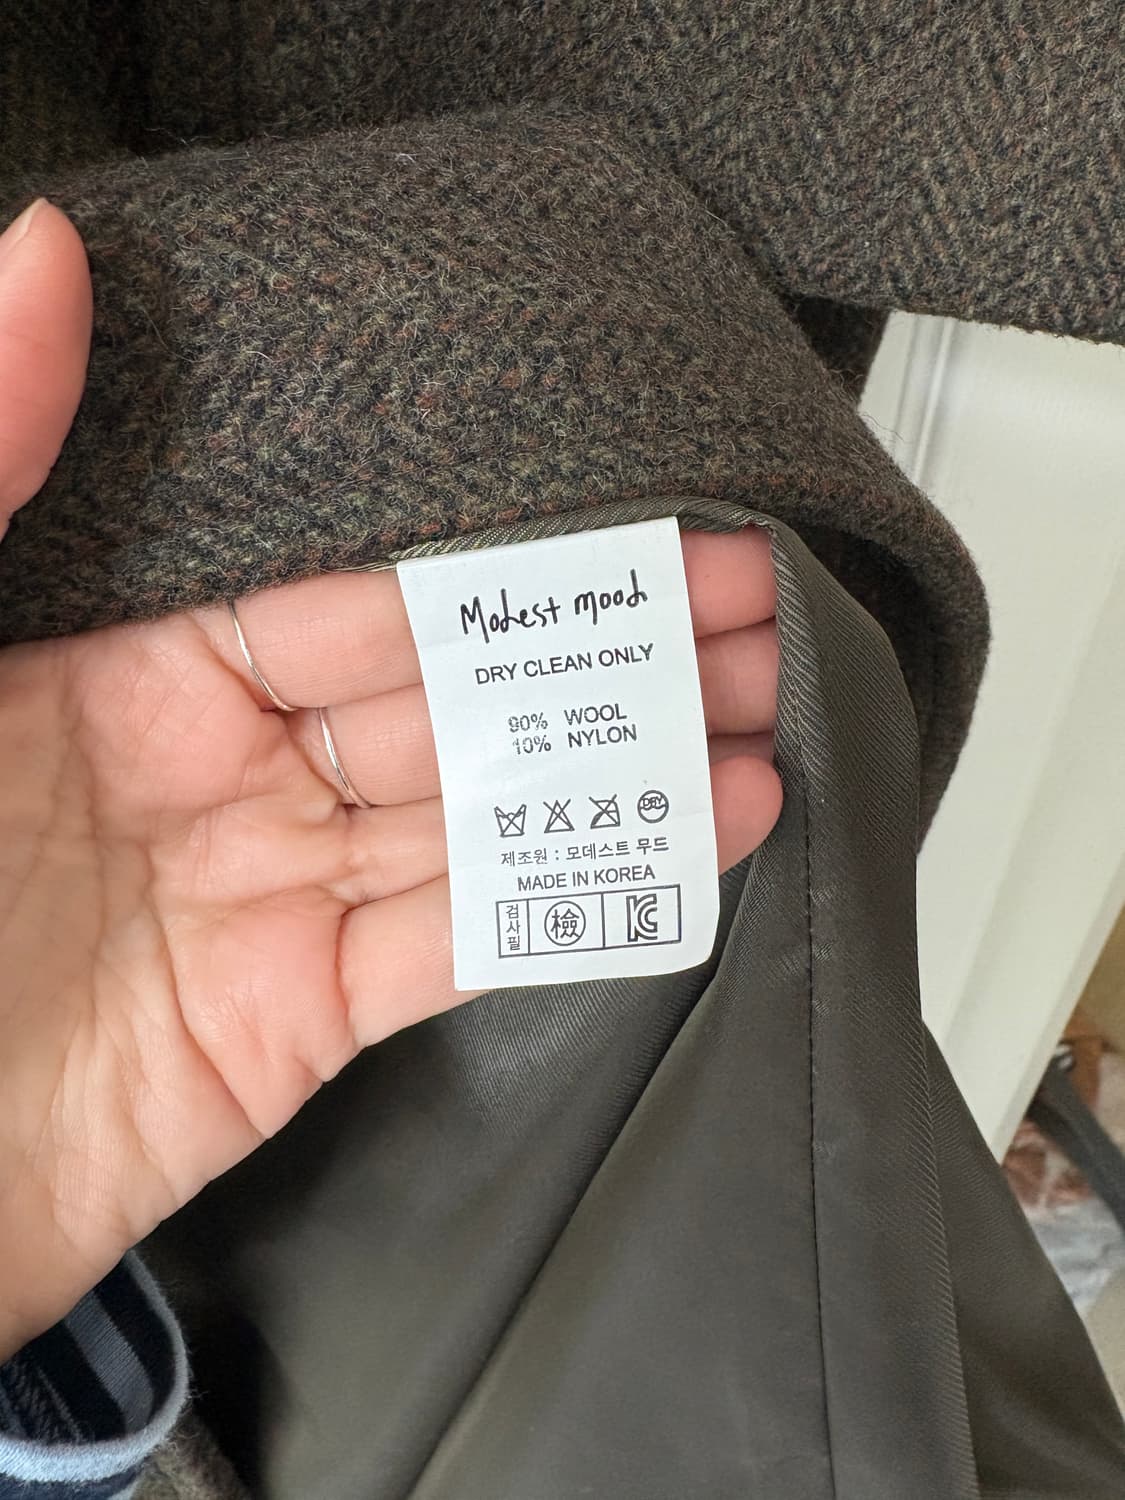 Modest mood
DRY CLEAN ONLY
90% WOOL
10% NYLON
DRY
제조원 : 모데스트 무드
MADE IN KOREA
검사필
檢
KC